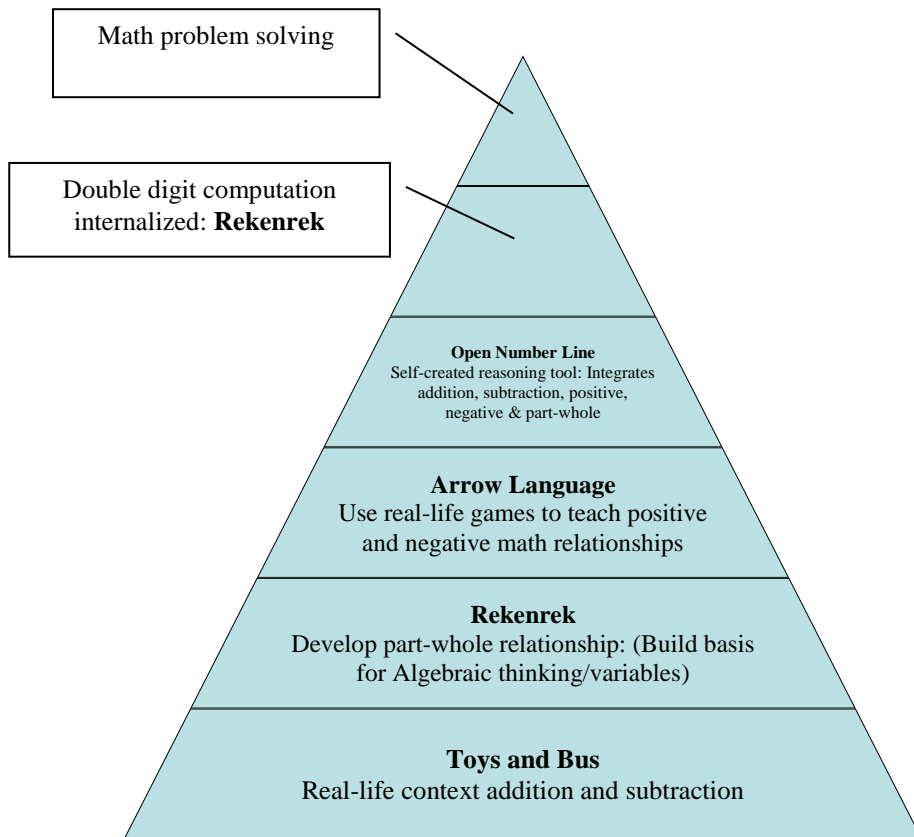 Math problem solving
Double digit computation
internalized: Rekenrek
Open Number Line
Self-created reasoning tool: Integrates
addition, subtraction, positive,
negative & part-whole
Arrow Language
Use real-life games to teach positive
and negative math relationships
Rekenrek
Develop part-whole relationship: (Build basis
for Algebraic thinking/variables)
Toys and Bus
Real-life context addition and subtraction